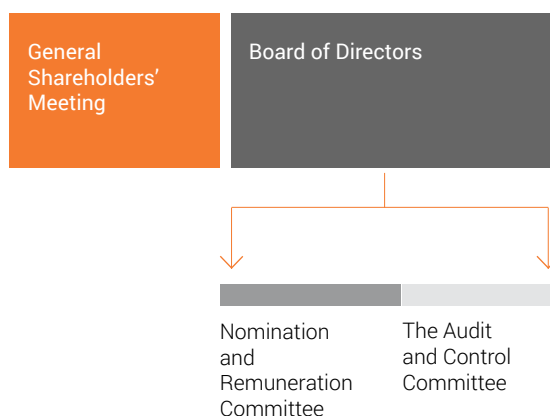 General
Shareholders’
Meeting
Board of Directors
Nomination
and
Remuneration
Committee
The Audit
and Control
Committee